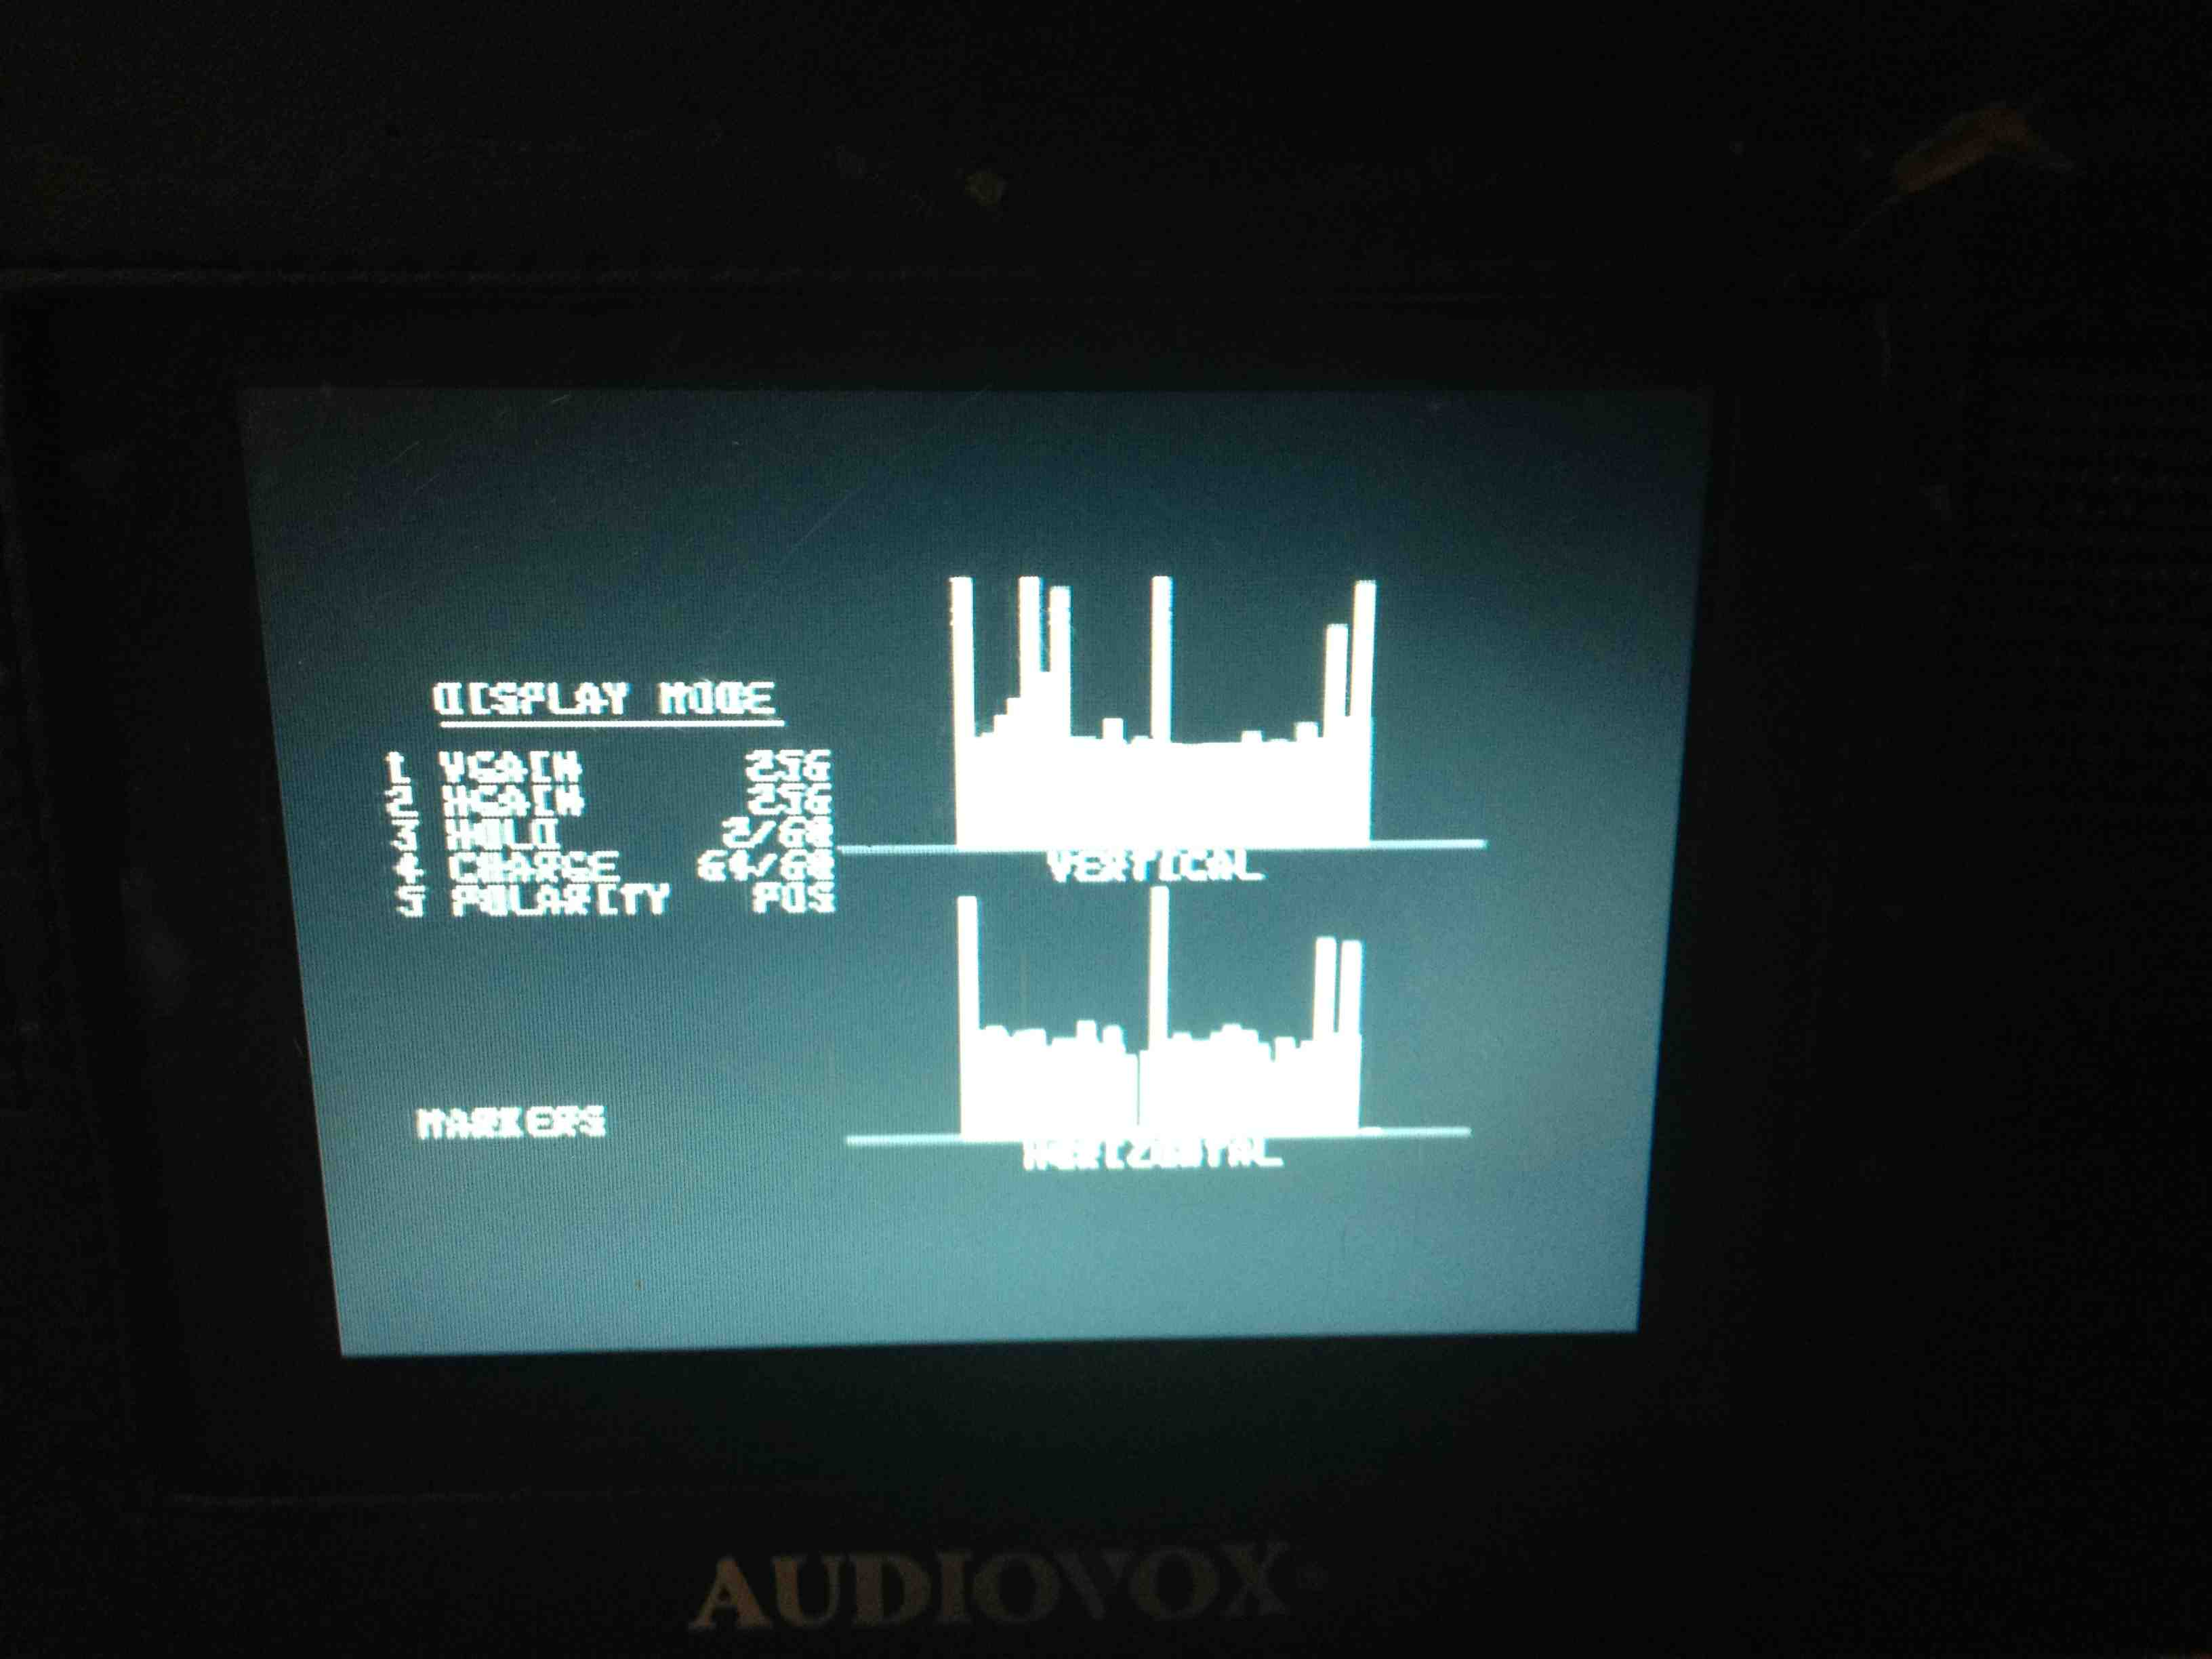 DISPLAY MODE
1 VGAIN 256
2 HGAIN 256
3 HOLD 2/60
4 CHARGE 64/60
5 POLARITY POS
VERTICAL
MARKERS
HORIZONTAL
AUDIOVOX